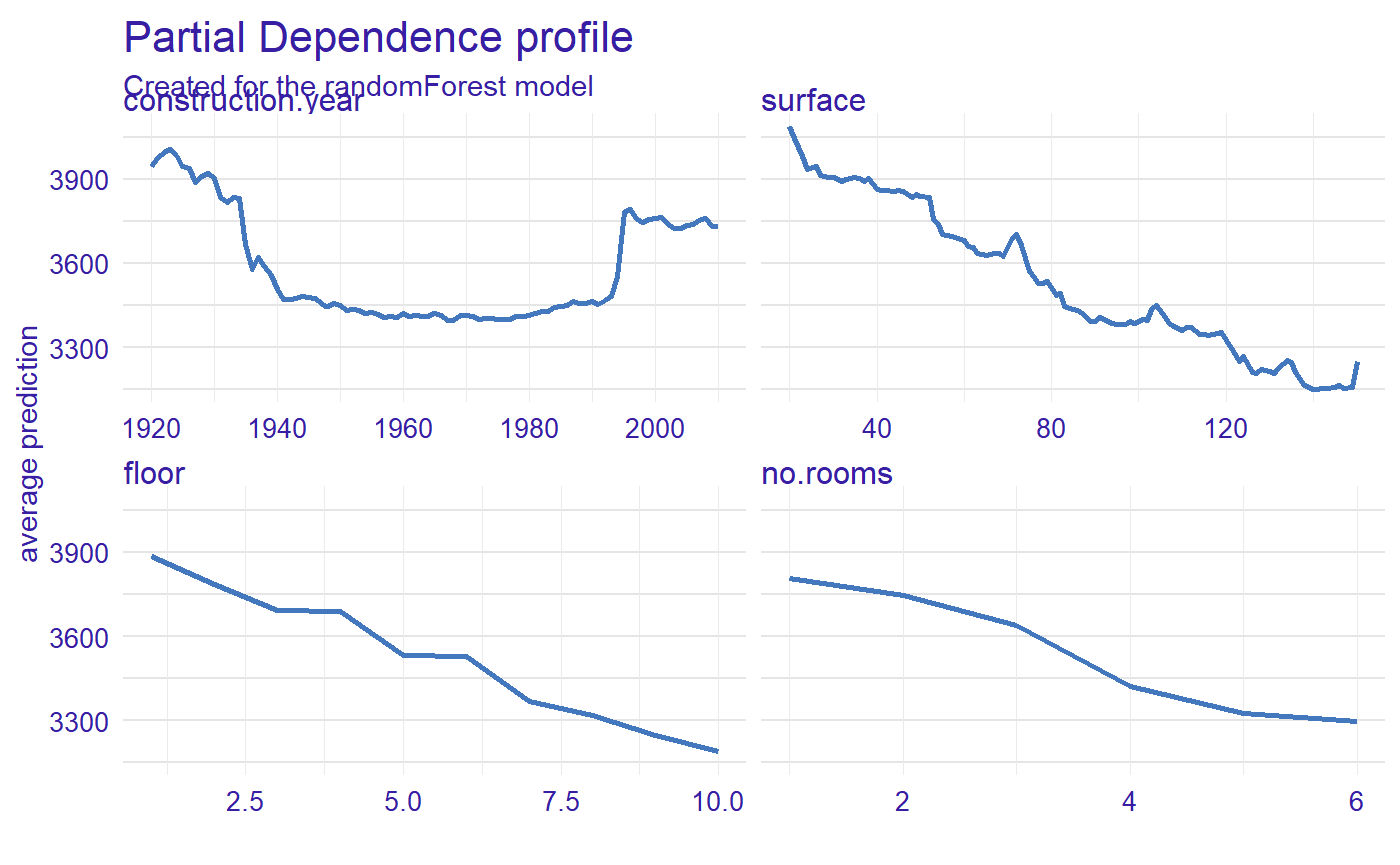 Partial Dependence profile
Created for the randomForest model
construction.year
surface
3900
3600
3300
1920 1940 1960 1980 2000
40 80 120
average prediction
floor
no.rooms
3900
3600
3300
2.5 5.0 7.5 10.0
2 4 6